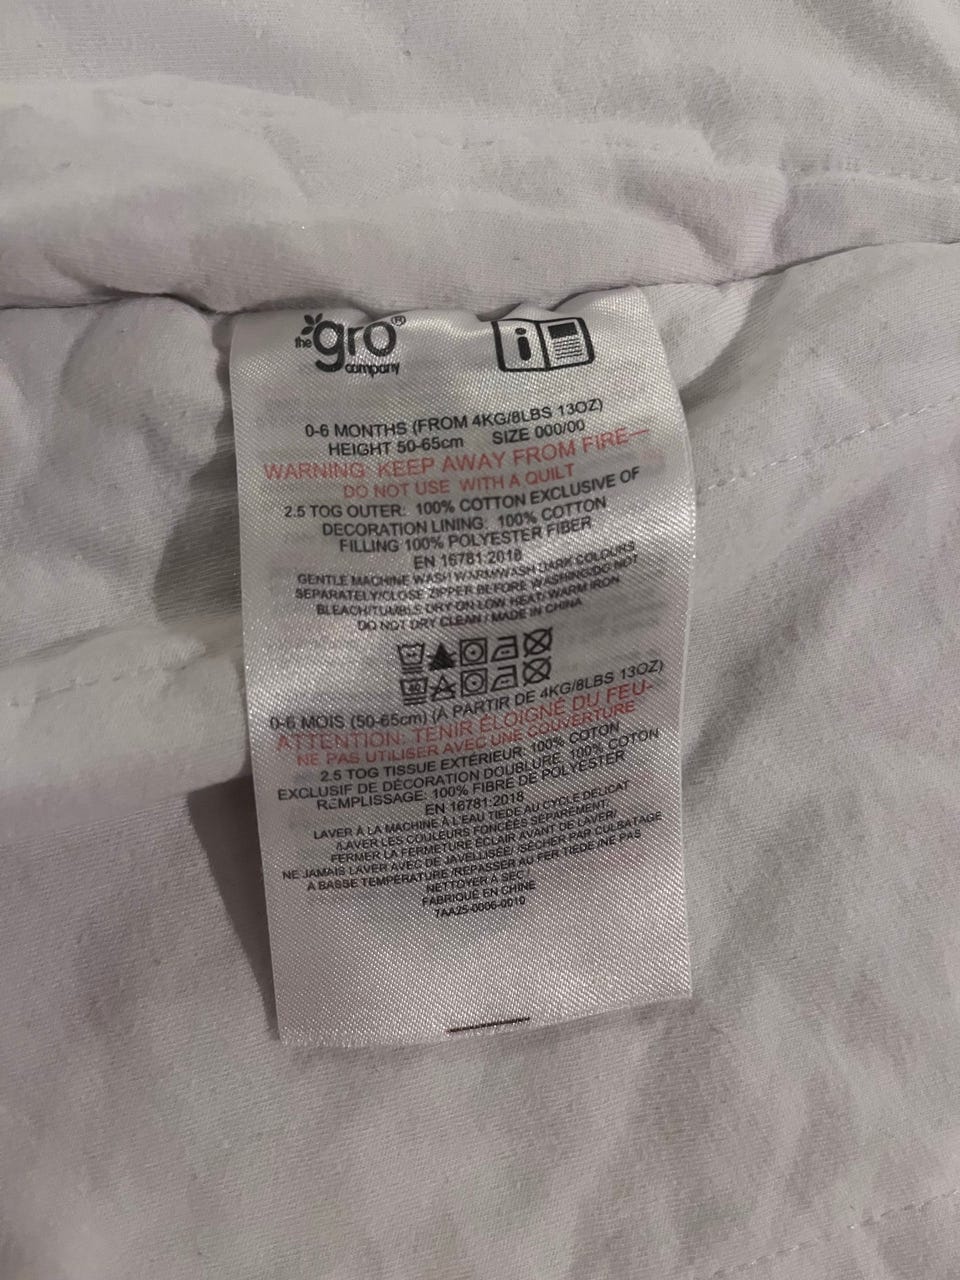 the gro® company
i
0-6 MONTHS (FROM 4KG/8LBS 13OZ)
HEIGHT 50-65cm SIZE 000/00
WARNING KEEP AWAY FROM FIRE—
DO NOT USE WITH A QUILT
2.5 TOG OUTER: 100% COTTON EXCLUSIVE OF
DECORATION LINING: 100% COTTON
FILLING 100% POLYESTER FIBER
EN 16781:2018
GENTLE MACHINE WASH WARM/WASH DARK COLOURS
SEPARATELY/CLOSE ZIPPER BEFORE WASHING/DO NOT
BLEACH/TUMBLE DRY ON LOW HEAT/WARM IRON
DO NOT DRY CLEAN / MADE IN CHINA
40
0-6 MOIS (50-65cm) (À PARTIR DE 4KG/8LBS 13OZ)
ATTENTION: TENIR ÉLOIGNÉ DU FEU-
NE PAS UTILISER AVEC UNE COUVERTURE
2.5 TOG TISSUE EXTÉRIEUR: 100% COTON
EXCLUSIF DE DÉCORATION DOUBLURE, 100% COTON
REMPLISSAGE: 100% FIBRE DE POLYESTER
EN 16781:2018
LAVER À LA MACHINE À L'EAU TIEDE AU CYCLE DELICAT
/LAVER LES COULEURS FONCÉES SÉPAREMENT.
FERMER LA FERMETURE ÉCLAIR AVANT DE LAVER/
NE JAMAIS LAVER AVEC DE JAVELLISÉE/ SÉCHER PAR CULBATAGE
À BASSE TEMPÉRATURE /REPASSER AU FER TIÈDE /NE PAS
NETTOYER À SEC /
FABRIQUÉ EN CHINE
7AA25-0006-0010